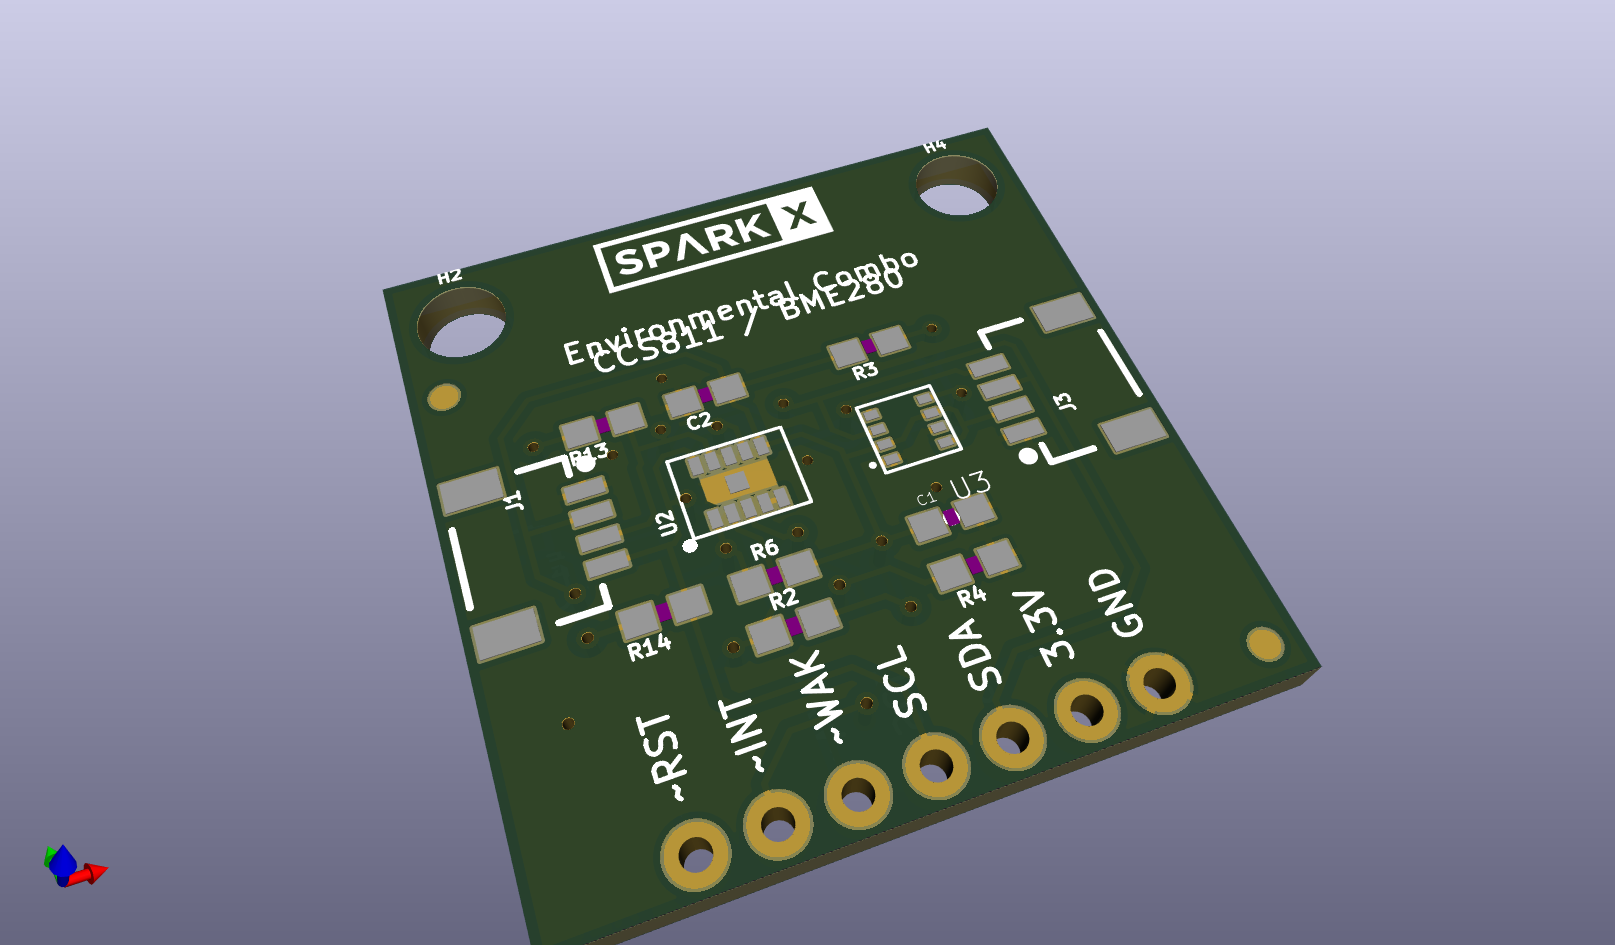 H4
SPARK X
H2
Environmental Combo
CCS811 / BME280
R3
C2
J3
R13
J1
U3
C1
U2
R6
R2
R4
R14
~RST
~INT
~WAK
SCL
SDA
3.3V
GND